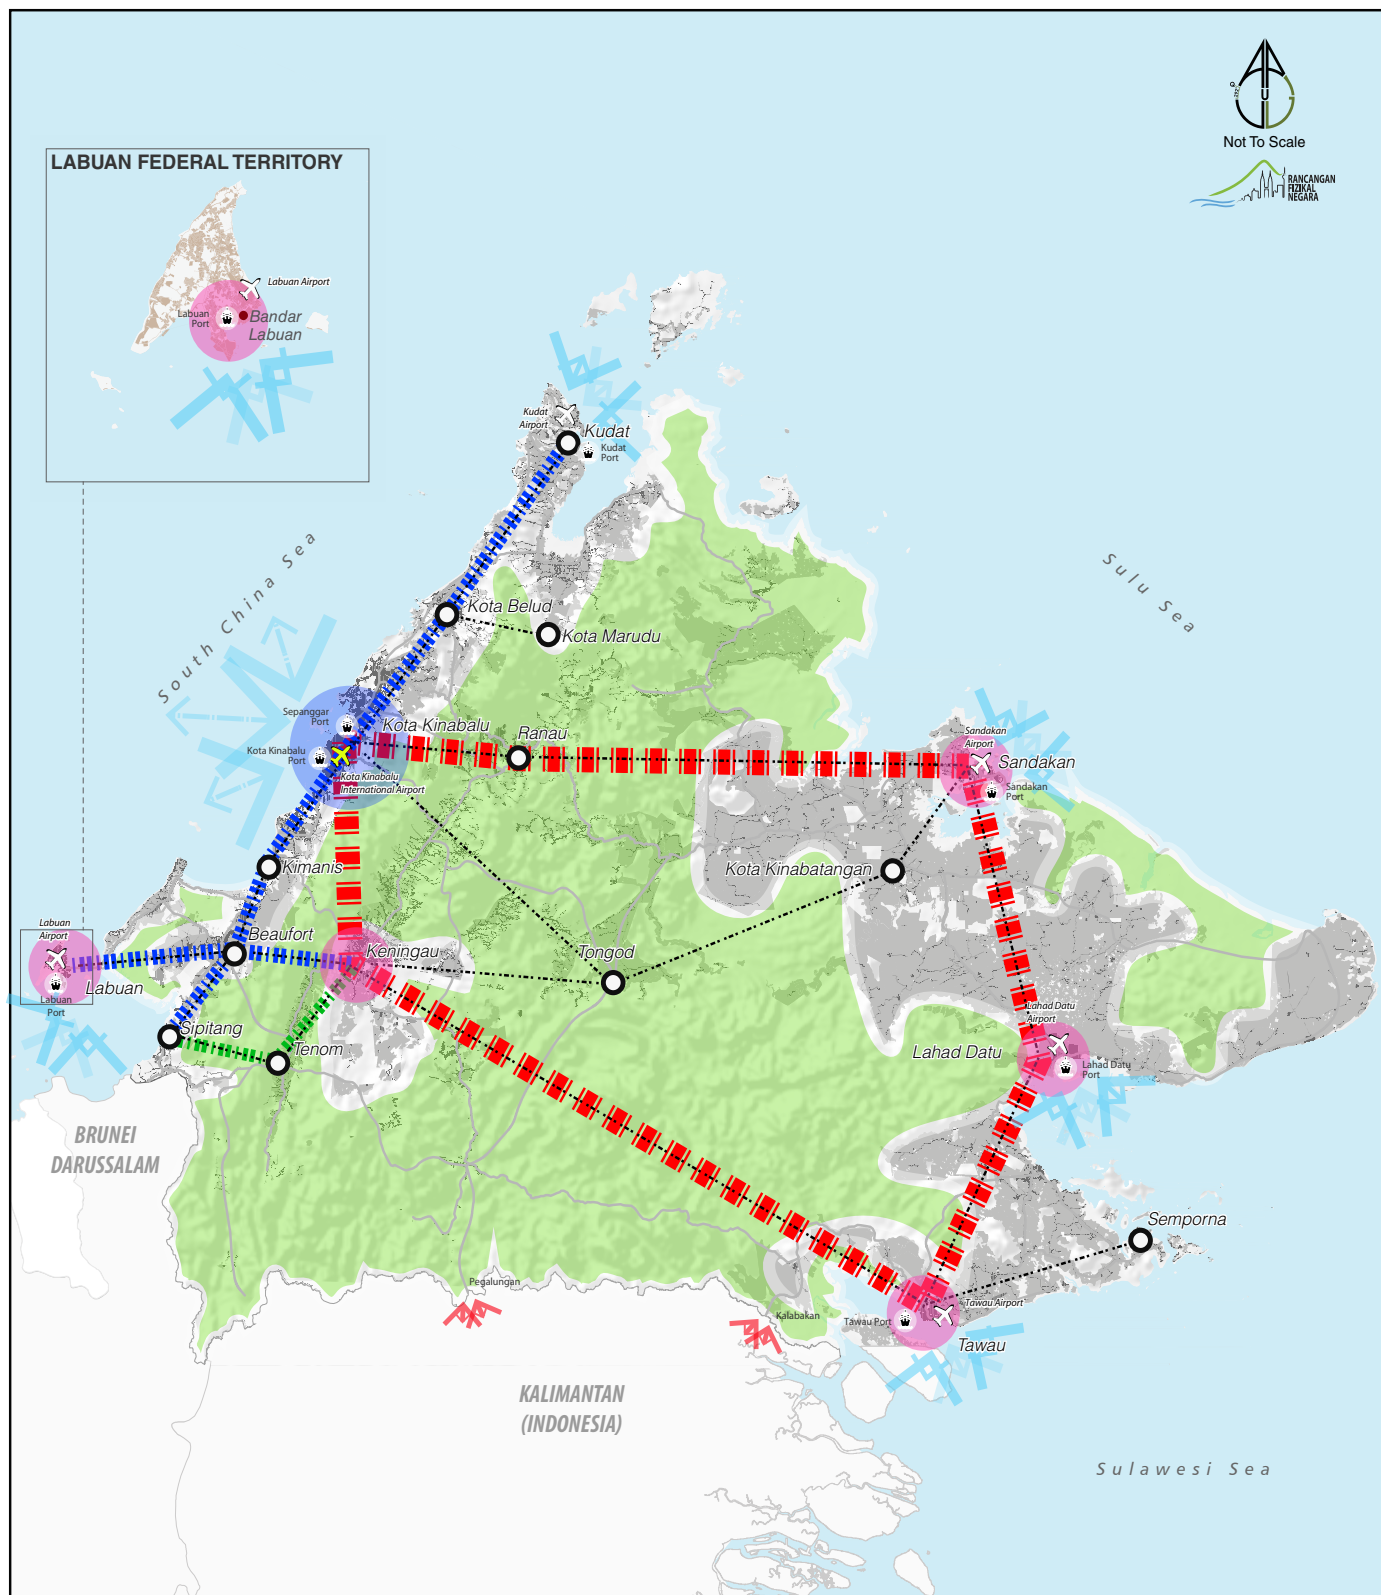 Not To Scale
RANCANGAN
FIZIKAL
NEGARA
LABUAN FEDERAL TERRITORY
Labuan Airport
Labuan
Port
Bandar
Labuan
Kudat
Airport
Kudat
Kudat
Port
South China Sea
Sulu Sea
Kota Belud
Kota Marudu
Sepanggar
Port
Kota Kinabalu
Kota Kinabalu
Port
Kota Kinabalu
International Airport
Ranau
Sandakan
Airport
Sandakan
Sandakan
Port
Kimanis
Kota Kinabatangan
Labuan
Airport
Beaufort
Keningau
Tongod
Labuan
Labuan
Port
Sipitang
Tenom
Lahad Datu
Airport
Lahad Datu
Lahad Datu
Port
BRUNEI
DARUSSALAM
Semporna
Pegalungan
Kalabakan
Tawau Port
Tawau Airport
Tawau
KALIMANTAN
(INDONESIA)
Sulawesi Sea